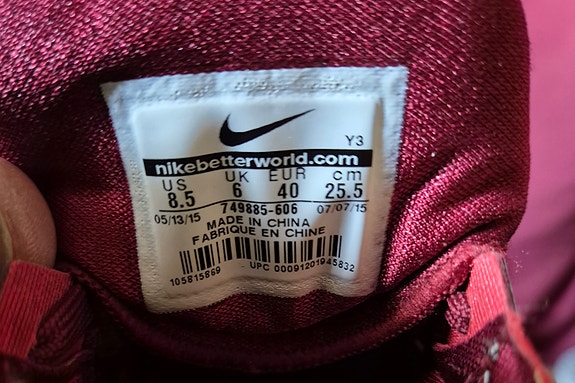 Y3
nikebetterworld.com
US UK EUR cm
8.5 6 40 25.5
05/13/15 749885-606 07/07/15
MADE IN CHINA
FABRIQUE EN CHINE
105815869 UPC 00091201945832